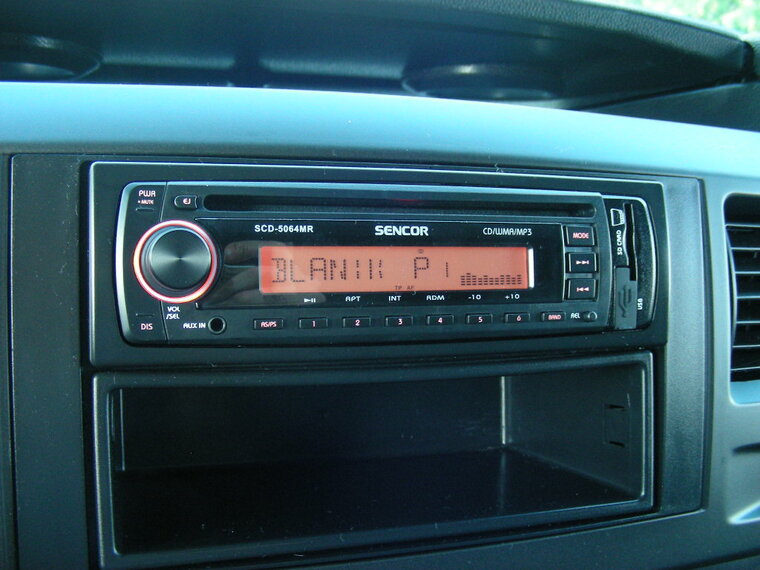 PWR
• MUTE
EJ
SCD-5064MR
SENCOR
CD/WMA/MP3
MODE
SD CARD
BLANIK P1
TP AF
VOL
/SEL
RPT
INT
RDM
-10
+10
DIS
AUX IN
AS/PS
1
2
3
4
5
6
BAND
REL
USB